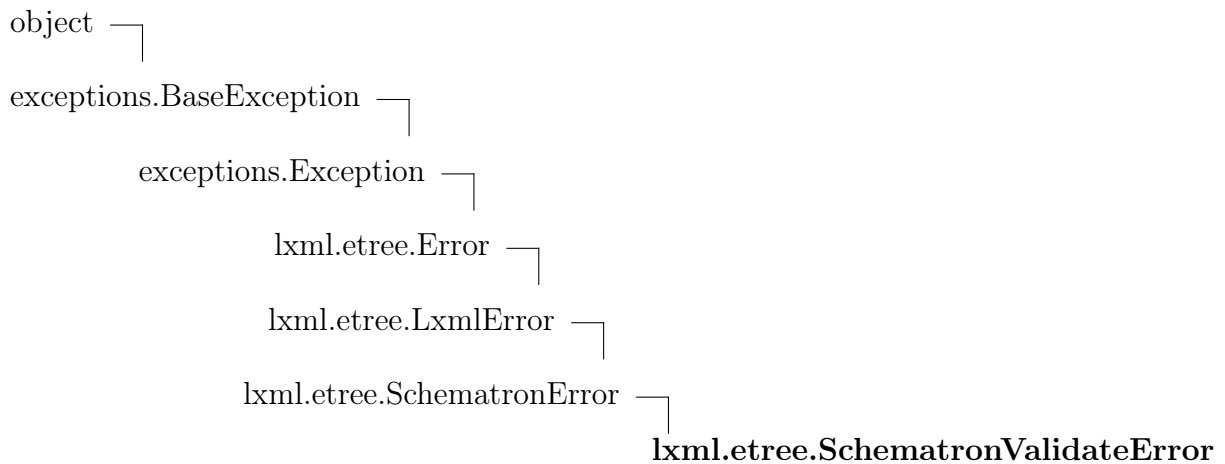 object
exceptions.BaseException
exceptions.Exception
lxml.etree.Error
lxml.etree.LxmlError
lxml.etree.SchematronError
lxml.etree.SchematronValidateError